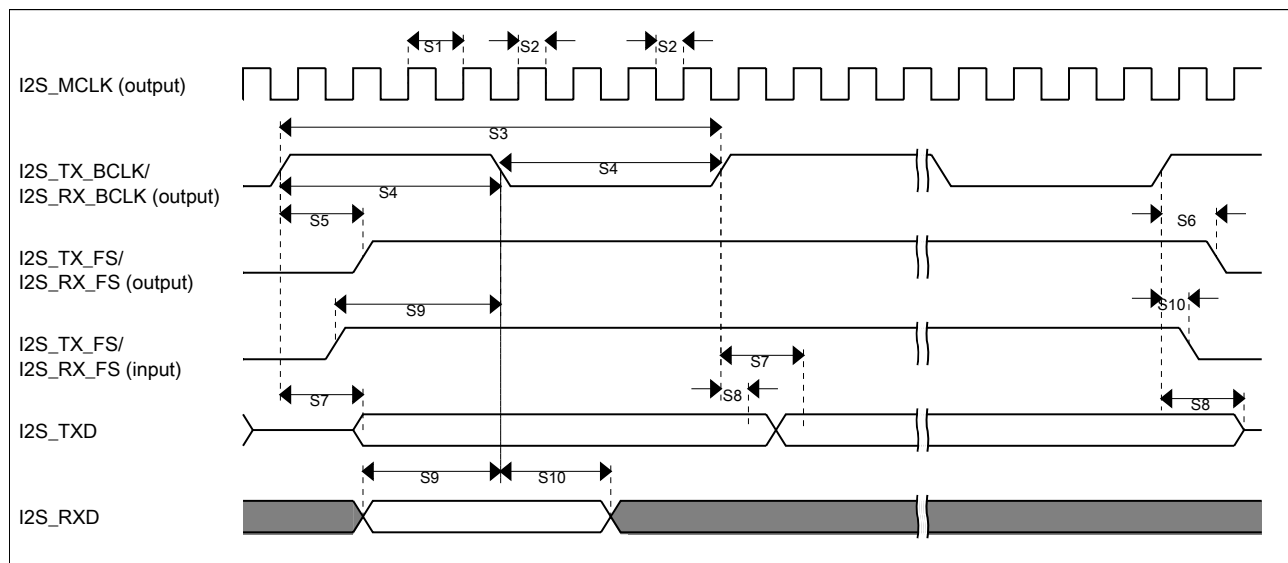 S1
S2
S2
I2S_MCLK (output)
S3
I2S_TX_BCLK/
I2S_RX_BCLK (output)
S4
S4
S5
S6
I2S_TX_FS/
I2S_RX_FS (output)
S9
S10
I2S_TX_FS/
I2S_RX_FS (input)
S7
S7
S8
S8
I2S_TXD
S9
S10
I2S_RXD